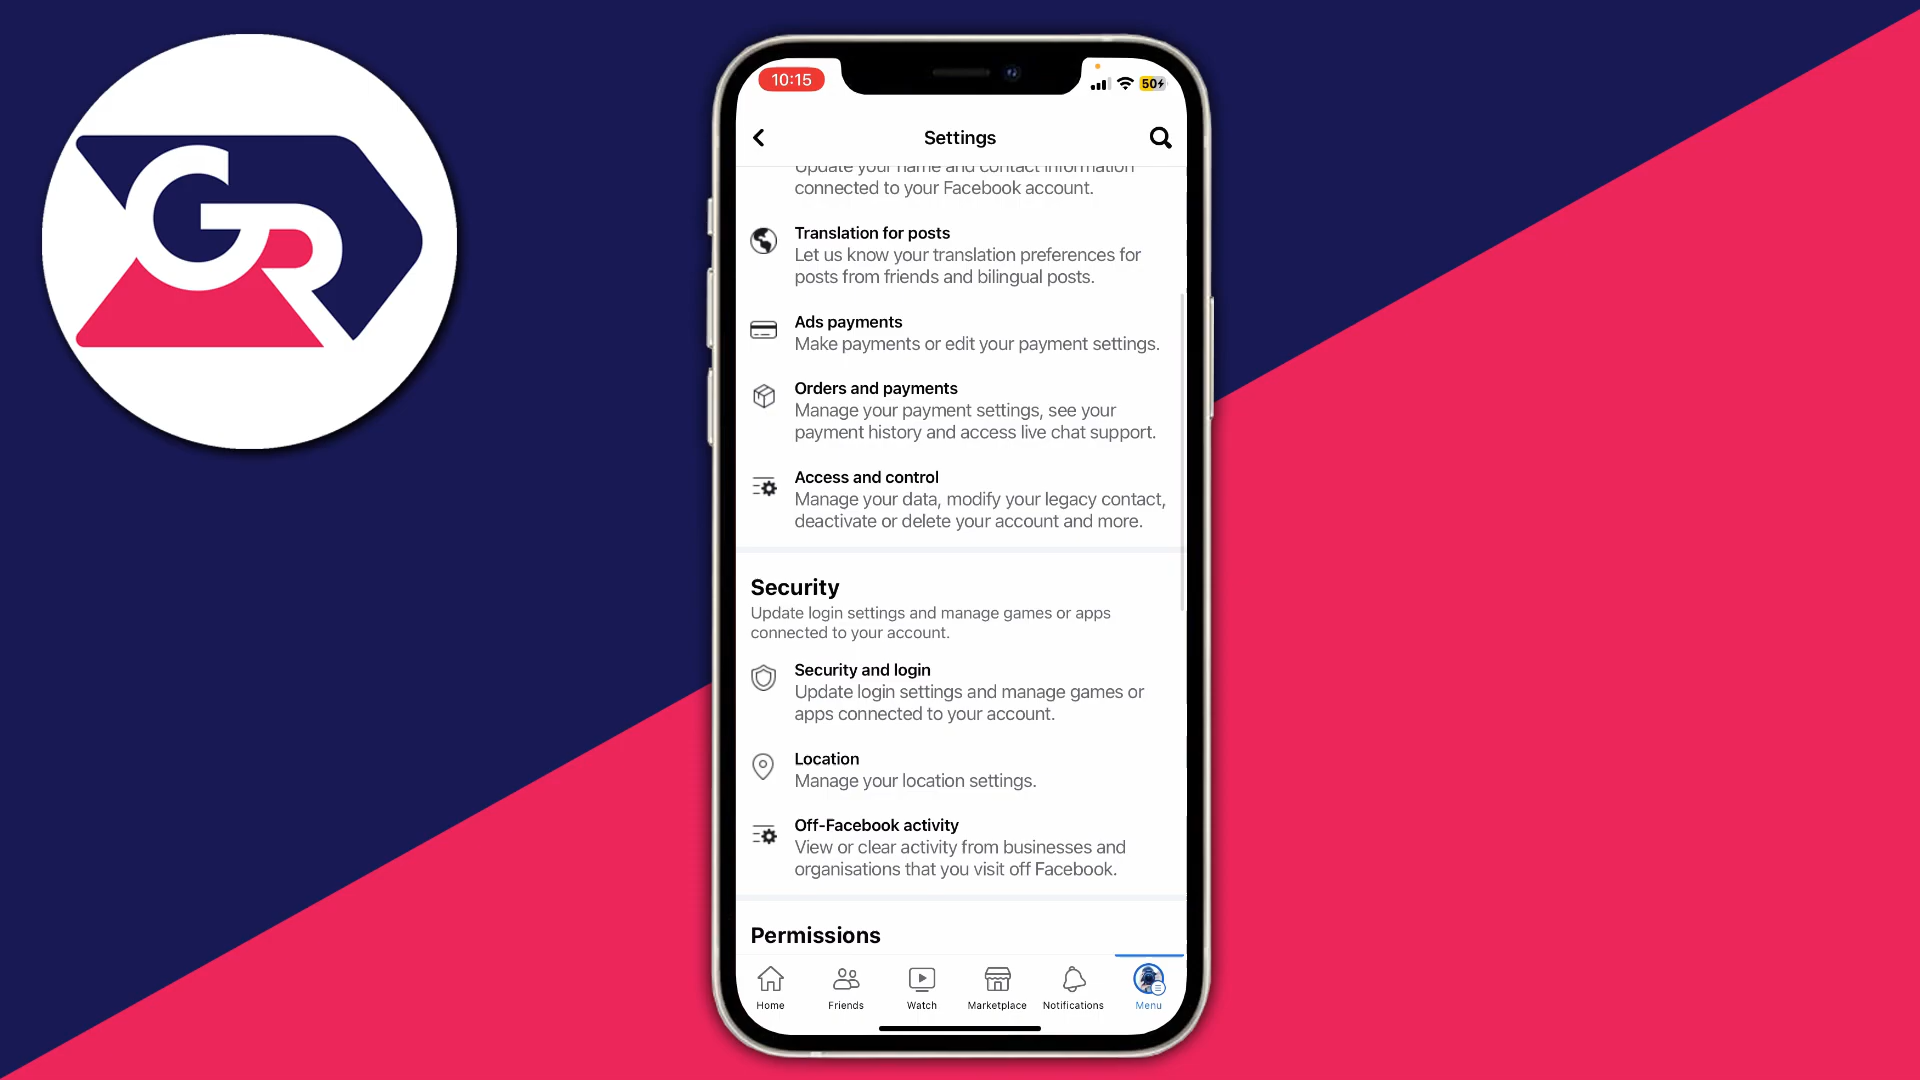 GR
10:15
50
Settings
Update your name and contact information
connected to your Facebook account.
Translation for posts
Let us know your translation preferences for
posts from friends and bilingual posts.
Ads payments
Make payments or edit your payment settings.
Orders and payments
Manage your payment settings, see your
payment history and access live chat support.
Access and control
Manage your data, modify your legacy contact,
deactivate or delete your account and more.
Security
Update login settings and manage games or apps
connected to your account.
Security and login
Update login settings and manage games or
apps connected to your account.
Location
Manage your location settings.
Off-Facebook activity
View or clear activity from businesses and
organisations that you visit off Facebook.
Permissions
Home Friends Watch Marketplace Notifications Menu